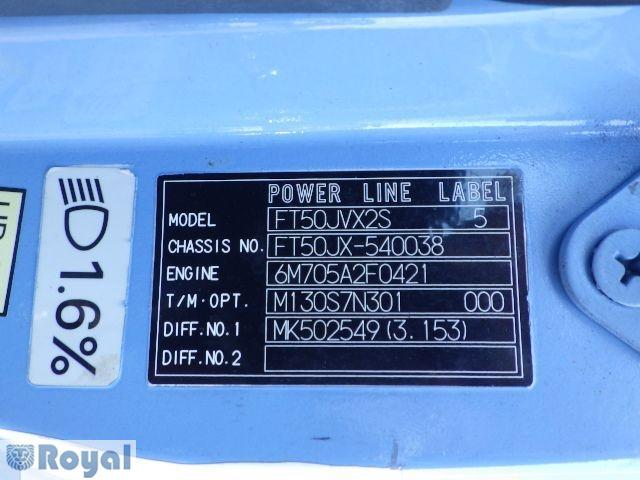 POWER LINE LABEL
MODEL FT50JVX2S 5
CHASSIS NO. FT50JX-540038
ENGINE 6M705A2F0421
T/M·OPT. M130S7N301 000
DIFF.NO.1 MK502549(3.153)
DIFF.NO.2
1.6%
Royal